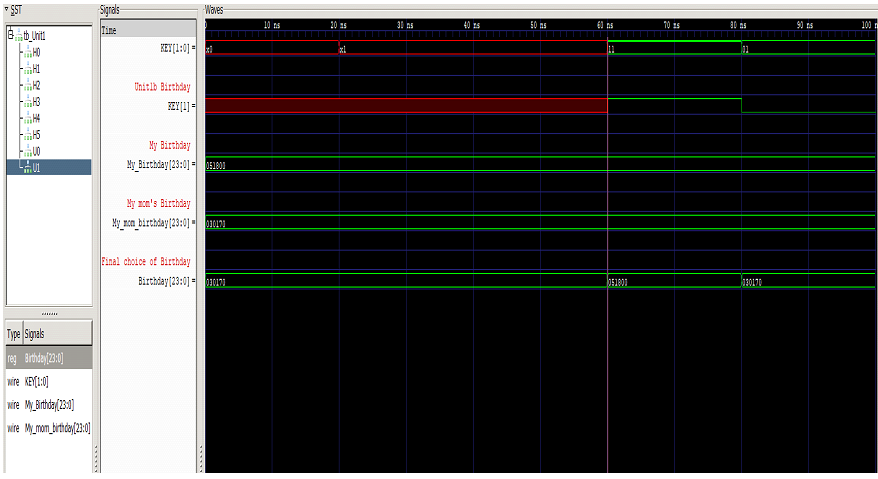 SST
tb_Unit1
H0
H1
H2
H3
H4
H5
U0
U1
Type Signals
reg Birthday[23:0]
wire KEY[1:0]
wire My_Birthday[23:0]
wire My_mom_birthday[23:0]
Signals
Time
KEY[1:0] =
Unit1b Birthday
KEY[1] =
My Birthday
My_Birthday[23:0] =
My mom's Birthday
My_mom_birthday[23:0] =
Final choice of Birthday
Birthday[23:0] =
Waves
0 10 ns 20 ns 30 ns 40 ns 50 ns 60 ns 70 ns 80 ns 90 ns 100 n
x0 x1 11 01
051800
030170
030170 051800 030170